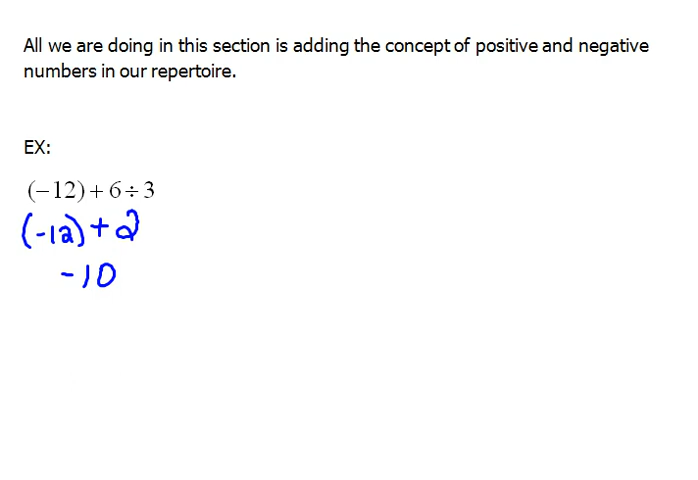 All we are doing in this section is adding the concept of positive and negative
numbers in our repertoire.
EX:
(−12)+6÷3
(-12)+2
-10